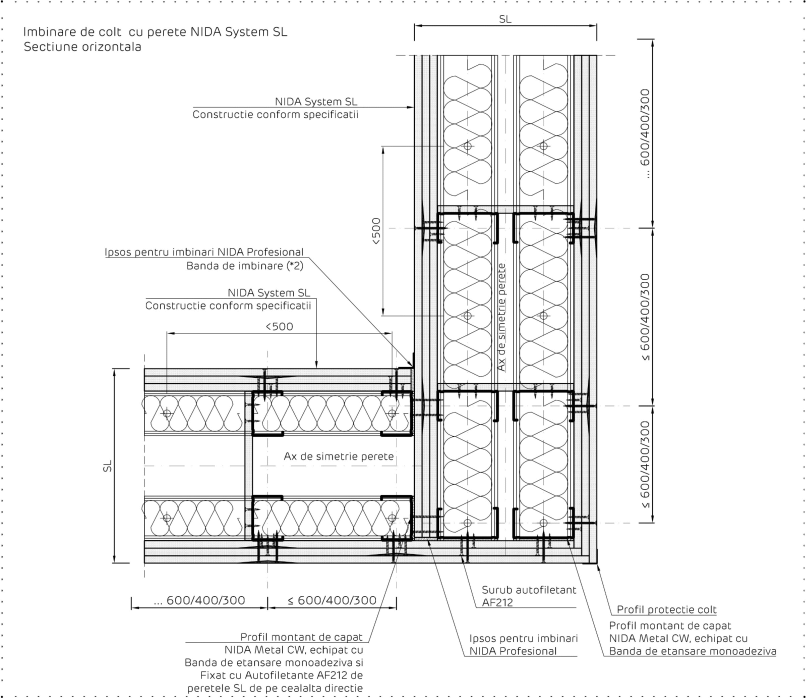 Imbinare de colt cu perete NIDA System SL
Sectiune orizontala
SL
NIDA System SL
Constructie conform specificatii
... 600/400/300
<500
Ipsos pentru imbinari NIDA Profesional
Banda de imbinare (*2)
NIDA System SL
Constructie conform specificatii
<500
Ax de simetrie perete
≤ 600/400/300
SL
Ax de simetrie perete
≤ 600/400/300
... 600/400/300
≤ 600/400/300
Surub autofiletant
AF212
Profil protectie colt
Profil montant de capat
NIDA Metal CW, echipat cu
Banda de etansare monoadeziva
Ipsos pentru imbinari
NIDA Profesional
Profil montant de capat
NIDA Metal CW, echipat cu
Banda de etansare monoadeziva si
Fixat cu Autofiletante AF212 de
peretele SL de pe cealalta directie